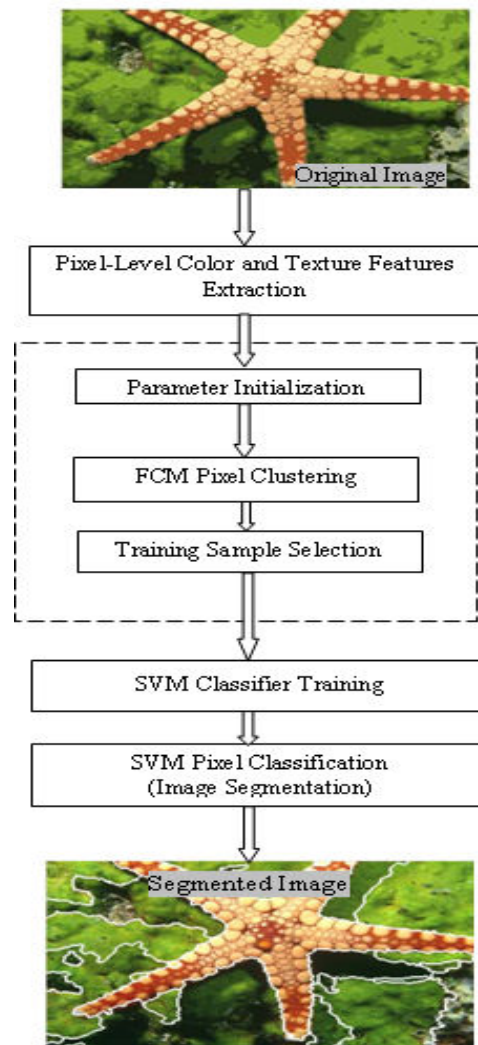 Original Image
Pixel-Level Color and Texture Features
Extraction
Parameter Initialization
FCM Pixel Clustering
Training Sample Selection
SVM Classifier Training
SVM Pixel Classification
(Image Segmentation)
Segmented Image